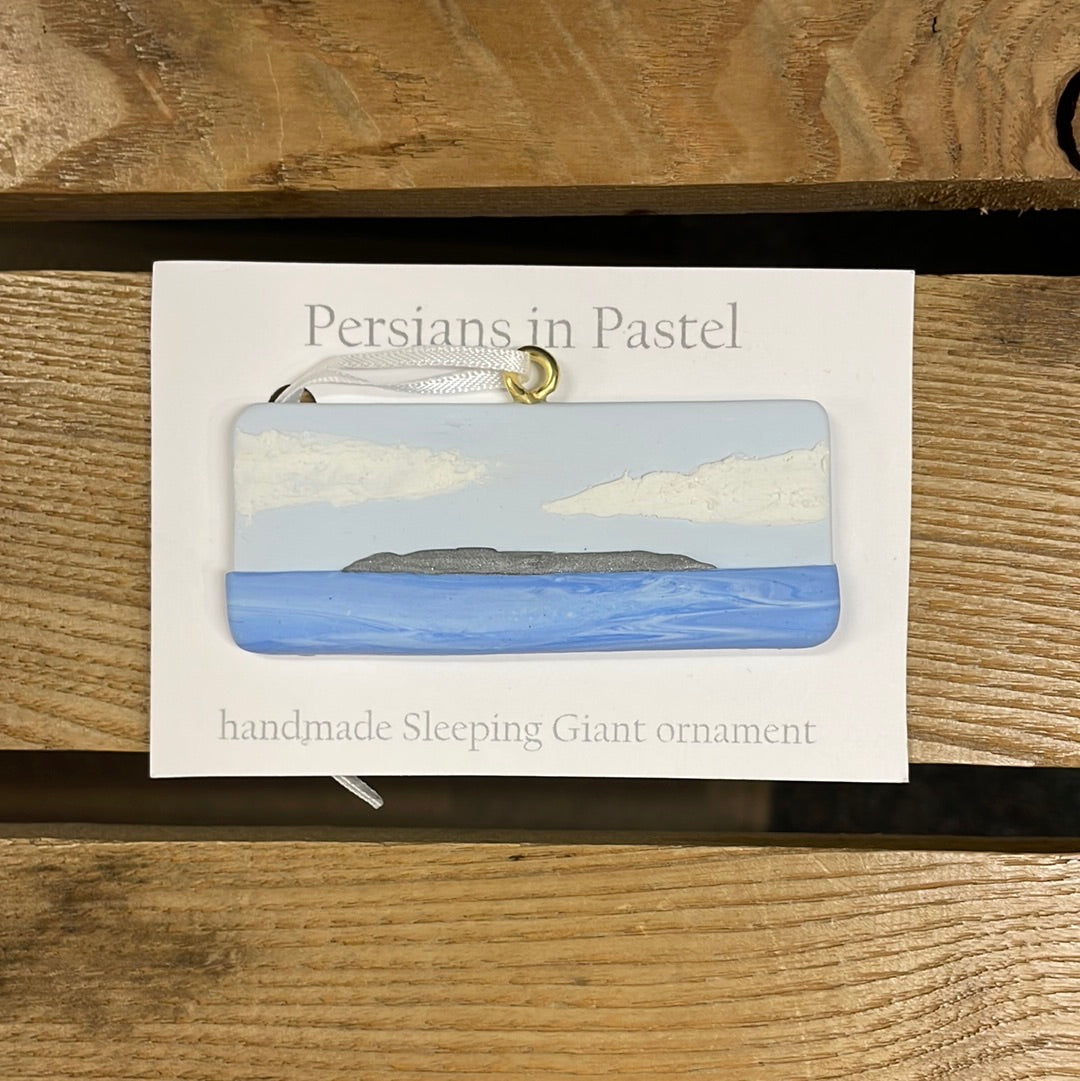 Persians in Pastel
handmade Sleeping Giant ornament